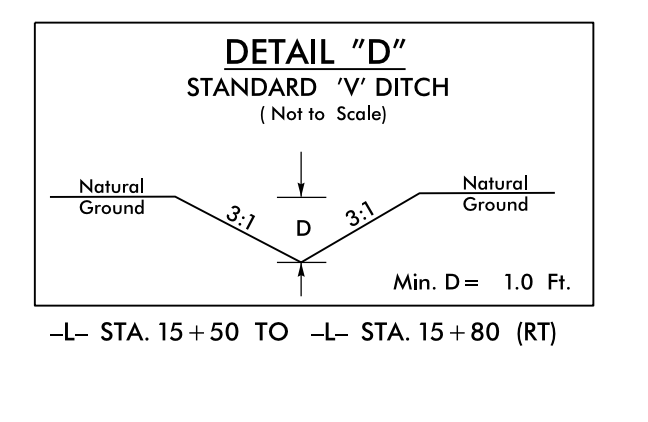 DETAIL "D"
STANDARD 'V' DITCH
( Not to Scale)
Natural
Ground
3:1
D
3:1
Natural
Ground
Min. D = 1.0 Ft.
–L– STA. 15+50 TO –L– STA. 15+80 (RT)